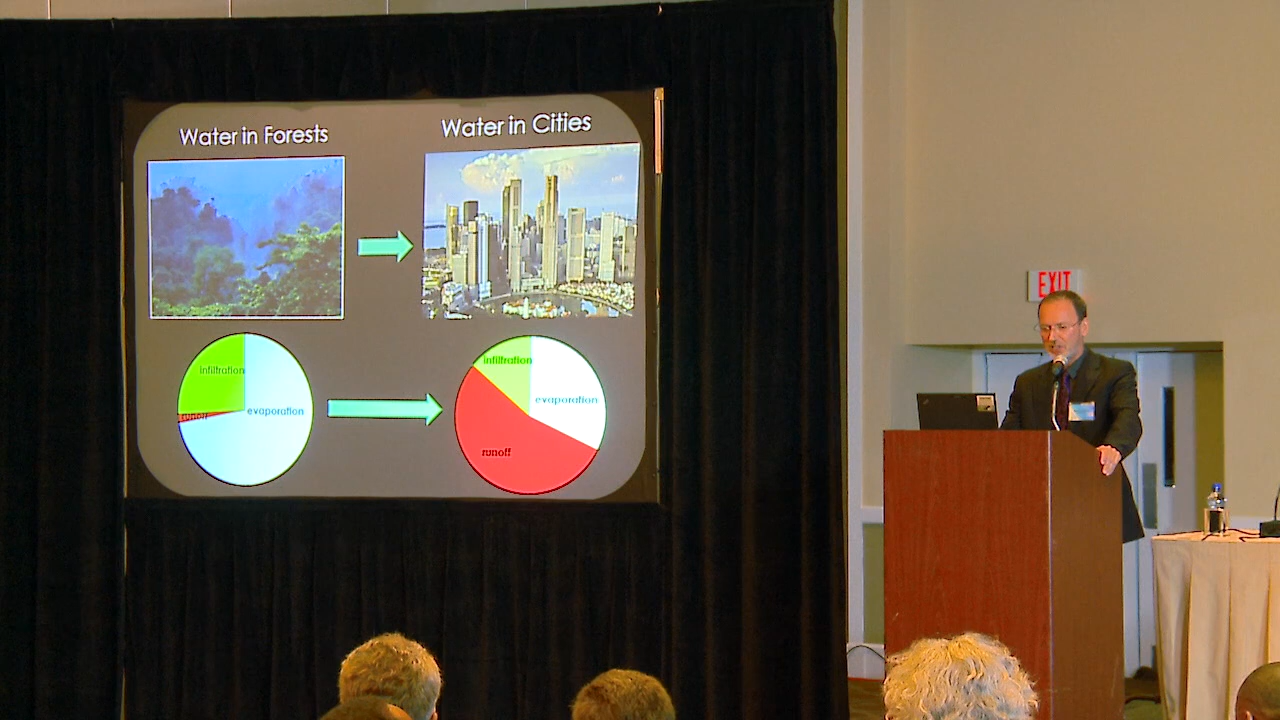 Water in Forests
Water in Cities
infiltration
runoff
evaporation
infiltration
evaporation
runoff
EXIT